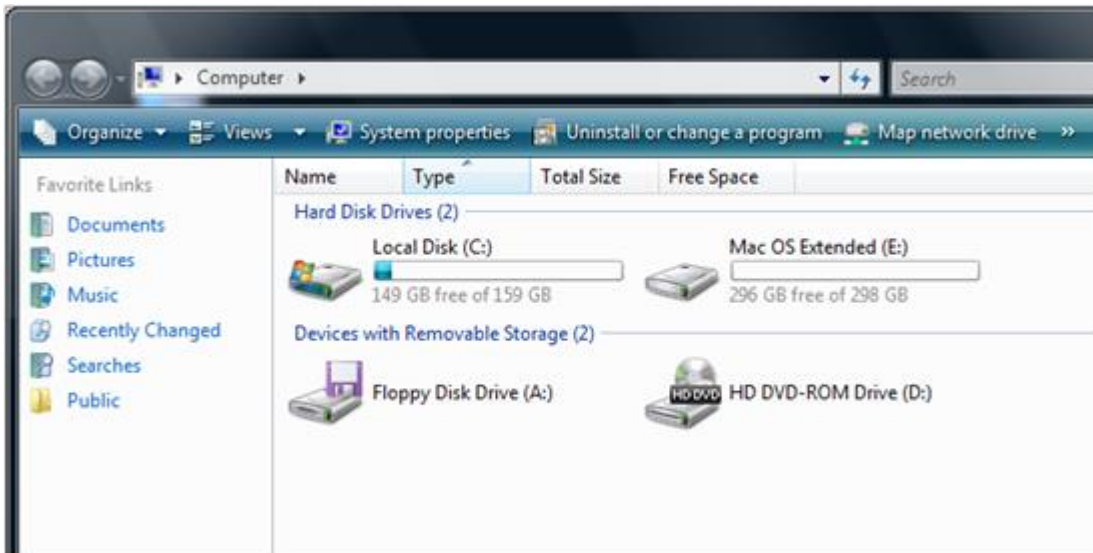 Computer
Search
Organize Views System properties Uninstall or change a program Map network drive »
Favorite Links
Documents
Pictures
Music
Recently Changed
Searches
Public
Name Type Total Size Free Space
Hard Disk Drives (2)
Local Disk (C:)
149 GB free of 159 GB
Mac OS Extended (E:)
296 GB free of 298 GB
Devices with Removable Storage (2)
Floppy Disk Drive (A:)
HD DVD
HD DVD-ROM Drive (D:)